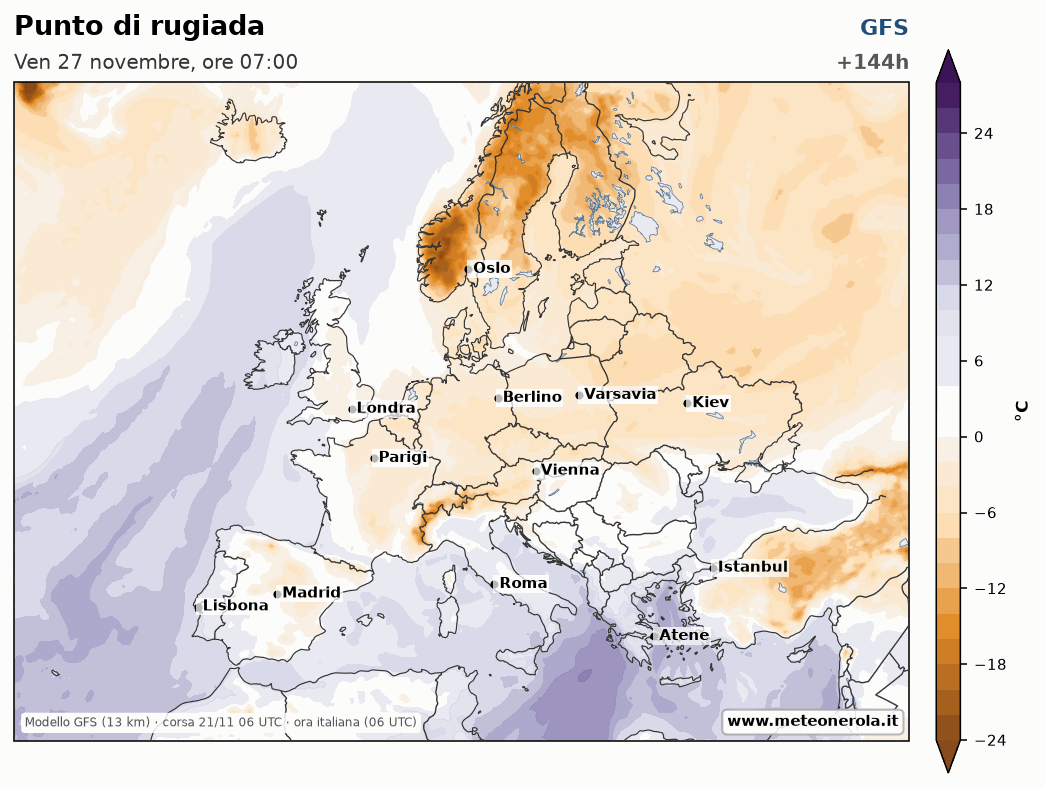 Punto di rugiada
GFS
Ven 27 novembre, ore 07:00
+144h
24
18
12
6
0
−6
−12
−18
−24
°C
Oslo
Berlino
Varsavia
Kiev
Londra
Parigi
Vienna
Istanbul
Roma
Madrid
Lisbona
Atene
Modello GFS (13 km) · corsa 21/11 06 UTC · ora italiana (06 UTC)
www.meteonerola.it